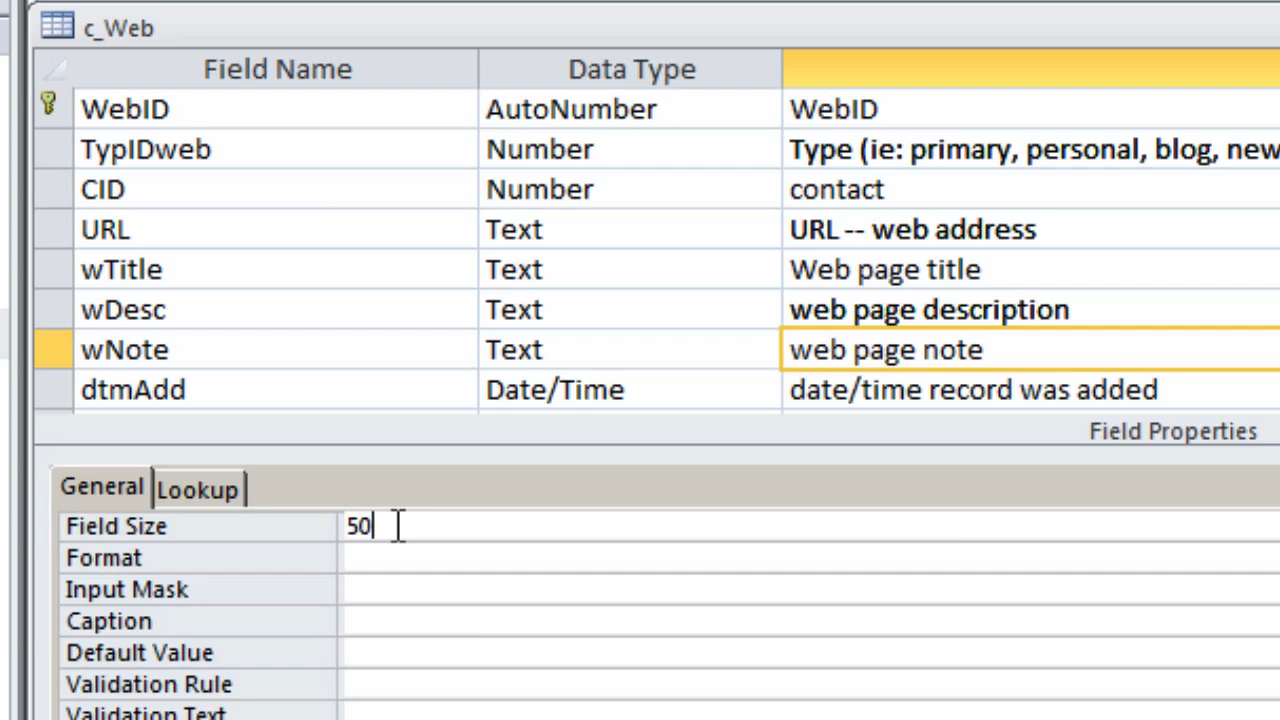 c_Web
Field Name Data Type
WebID AutoNumber WebID
TypIDweb Number Type (ie: primary, personal, blog, new
CID Number contact
URL Text URL -- web address
wTitle Text Web page title
wDesc Text web page description
wNote Text web page note
dtmAdd Date/Time date/time record was added
Field Properties
General Lookup
Field Size 50
Format
Input Mask
Caption
Default Value
Validation Rule
Validation Text